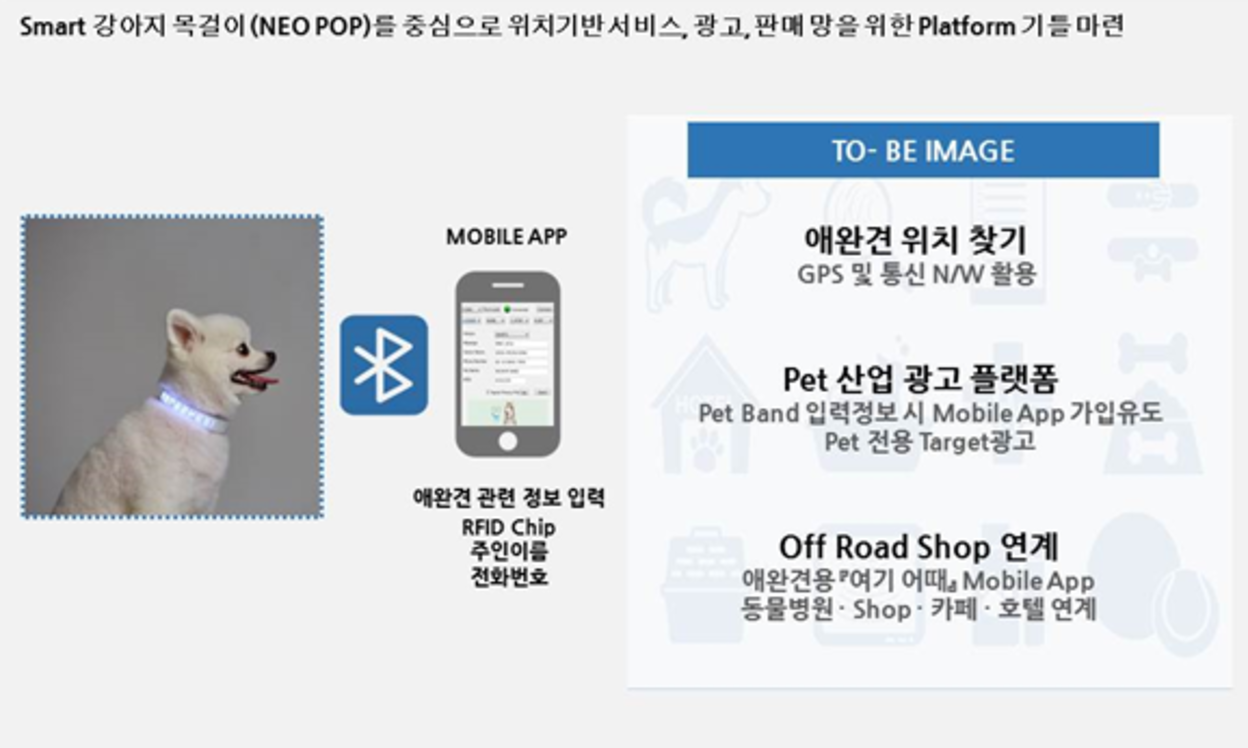 Smart 강아지 목걸이(NEO POP)를 중심으로 위치기반서비스, 광고, 판매 망을 위한 Platform 기틀 마련
TO- BE IMAGE
MOBILE APP
애완견 관련 정보 입력
RFID Chip
주인이름
전화번호
애완견 위치 찾기
GPS 및 통신 N/W 활용
Pet 산업 광고 플랫폼
Pet Band 입력정보 시 Mobile App 가입유도
Pet 전용 Target광고
HOTEL
Off Road Shop 연계
애완견용『여기 어때』Mobile App
동물병원 · Shop · 카페 · 호텔 연계